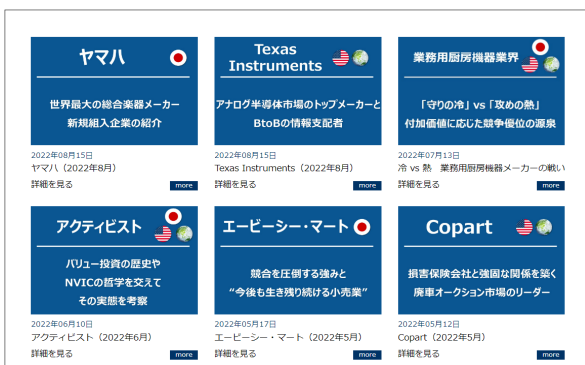 ヤマハ
世界最大の総合楽器メーカー
新規組入企業の紹介
2022年08月15日
ヤマハ（2022年8月）
詳細を見る
more
Texas
Instruments
アナログ半導体市場のトップメーカーと
BtoBの情報支配者
2022年08月15日
Texas Instruments（2022年8月）
詳細を見る
more
業務用厨房機器業界
「守りの冷」vs「攻めの熱」
付加価値に応じた競争優位の源泉
2022年07月13日
冷 vs 熱　業務用厨房機器メーカーの戦い
詳細を見る
more
アクティビスト
バリュー投資の歴史や
NVICの哲学を交えて
その実態を考察
2022年06月10日
アクティビスト（2022年6月）
詳細を見る
more
エービーシー・マート
競合を圧倒する強みと
“今後も生き残り続ける小売業”
2022年05月17日
エービーシー・マート（2022年5月）
詳細を見る
more
Copart
損害保険会社と強固な関係を築く
廃車オークション市場のリーダー
2022年05月12日
Copart（2022年5月）
詳細を見る
more